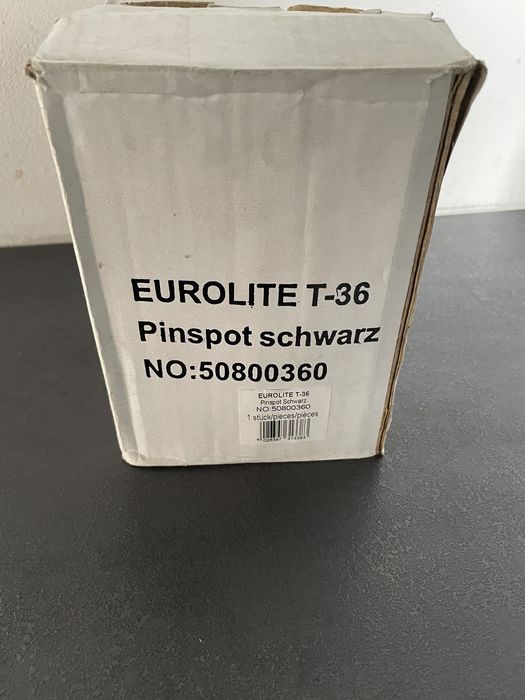 EUROLITE T-36
Pinspot schwarz
NO:50800360
EUROLITE T-36
Pinspot Schwarz
NO:50800360
1 stück/pieces/pièces